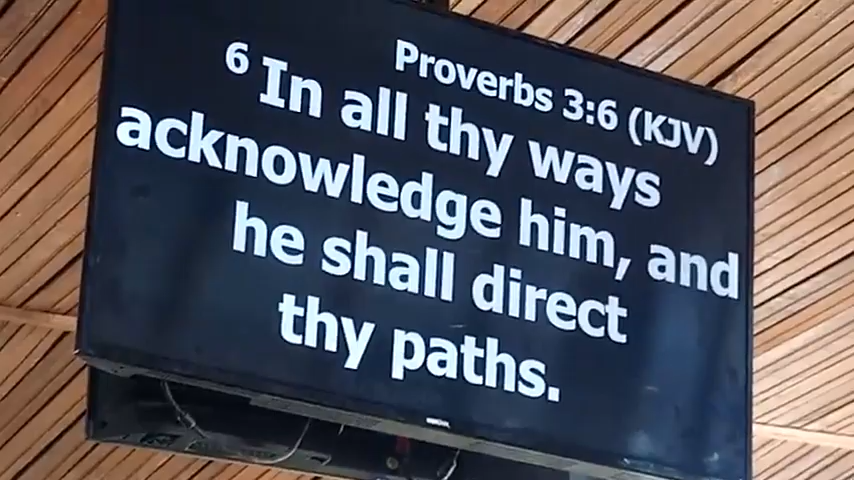 Proverbs 3:6 (KJV)
6 In all thy ways
acknowledge him, and
he shall direct
thy paths.